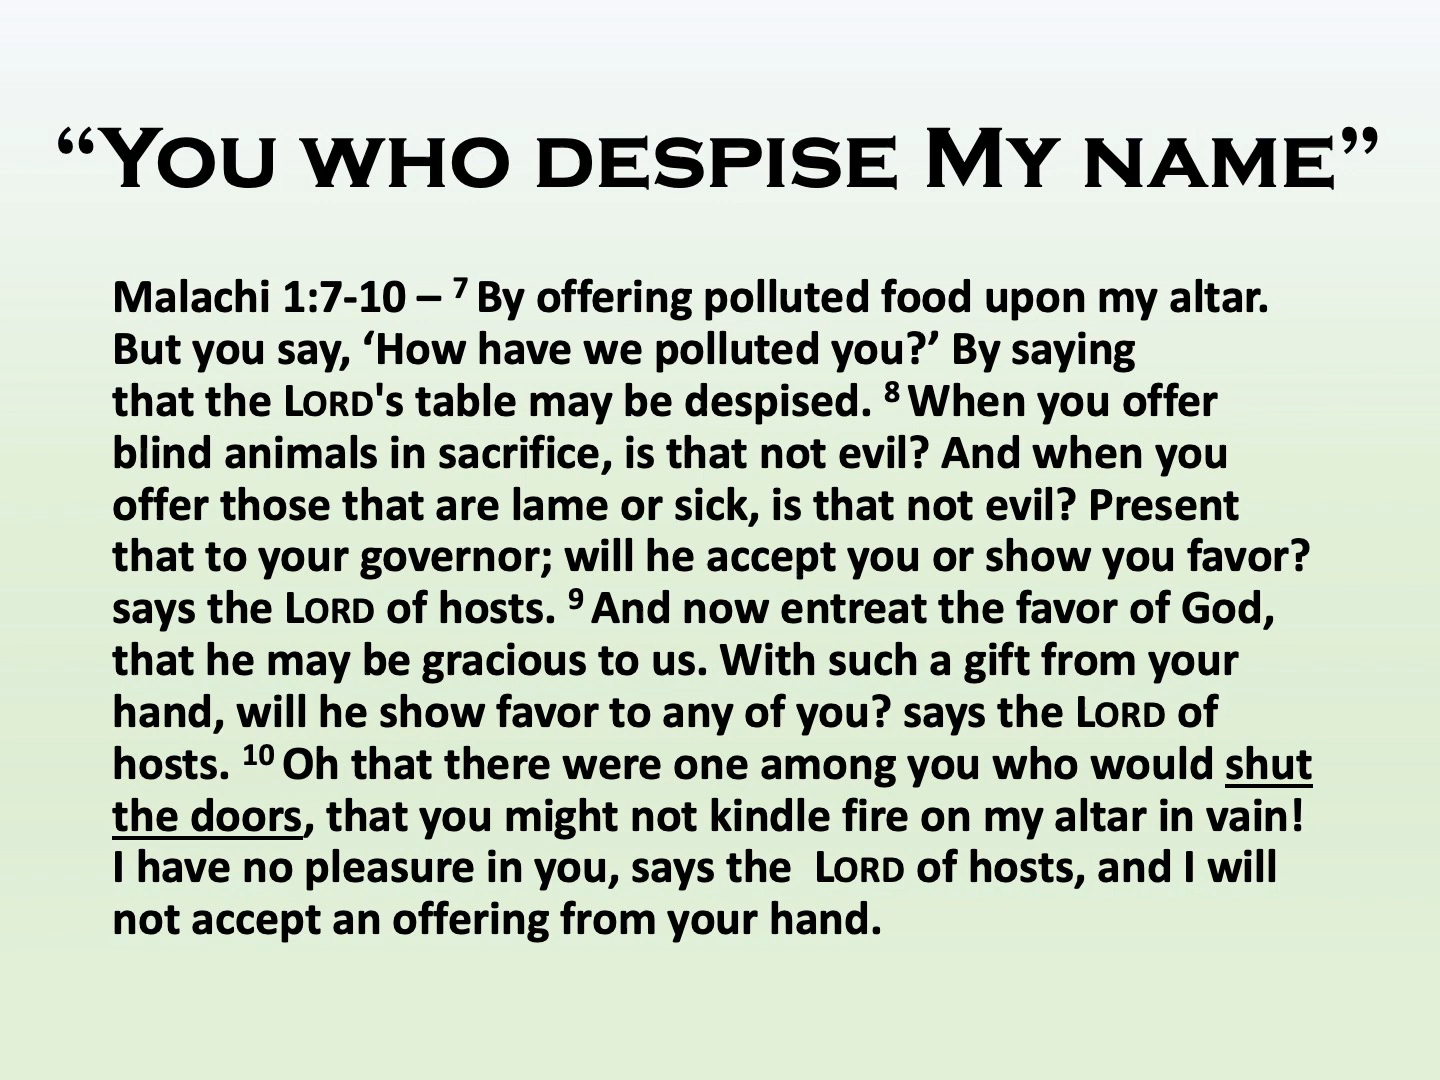 “You who despise My name”
Malachi 1:7-10 – 7 By offering polluted food upon my altar.
But you say, ‘How have we polluted you?’ By saying
that the LORD's table may be despised. 8 When you offer
blind animals in sacrifice, is that not evil? And when you
offer those that are lame or sick, is that not evil? Present
that to your governor; will he accept you or show you favor?
says the LORD of hosts. 9 And now entreat the favor of God,
that he may be gracious to us. With such a gift from your
hand, will he show favor to any of you? says the LORD of
hosts. 10 Oh that there were one among you who would shut
the doors, that you might not kindle fire on my altar in vain!
I have no pleasure in you, says the  LORD of hosts, and I will
not accept an offering from your hand.